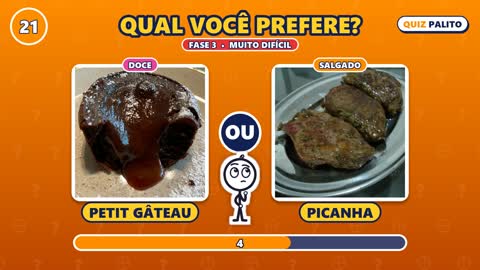 21
QUAL VOCÊ PREFERE?
QUIZ PALITO
FASE 3 • MUITO DIFÍCIL
DOCE
SALGADO
OU
PETIT GÂTEAU
PICANHA
4